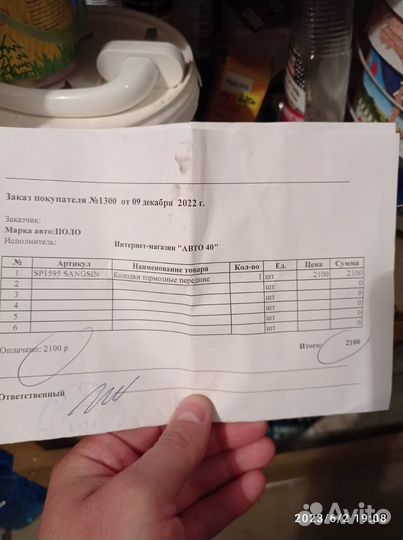 Заказ покупателя №1300 от 09 декабря 2022 г.
Заказчик:
Марка авто:ПОЛО
Исполнитель: Интернет-магазин "АВТО 40"
№ Артикул Наименование товара Кол-во Ед. Цена Сумма
1 SP1595 SANGSIN Колодки тормозные передние 1 шт 2100 2100
2 шт 0
3 шт 0
4 шт 0
5 шт 0
6 шт 0
Оплачено: 2100 р Итого: 2100
Ответственный
2023/6/2 19:08
Avito